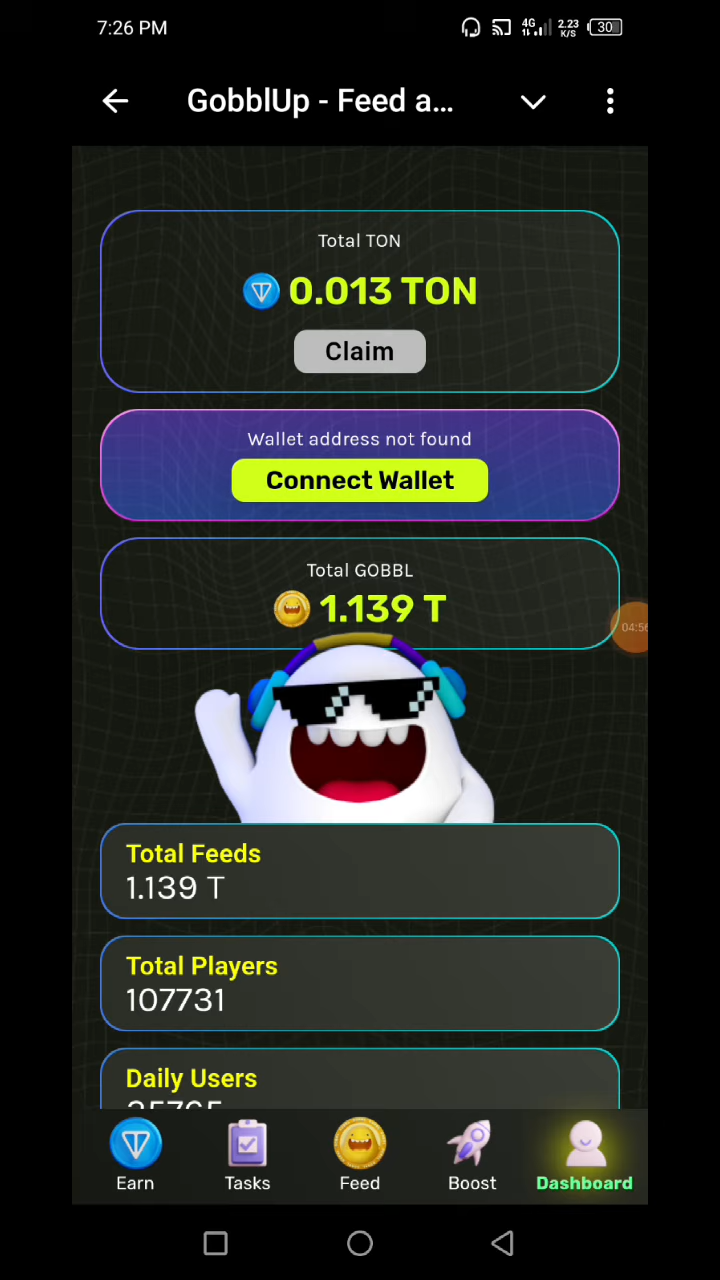 7:26 PM
4G
2.23
K/S
30
GobblUp - Feed a...
Total TON
0.013 TON
Claim
Wallet address not found
Connect Wallet
Total GOBBL
1.139 T
04:56
Total Feeds
1.139 T
Total Players
107731
Daily Users
Earn
Tasks
Feed
Boost
Dashboard